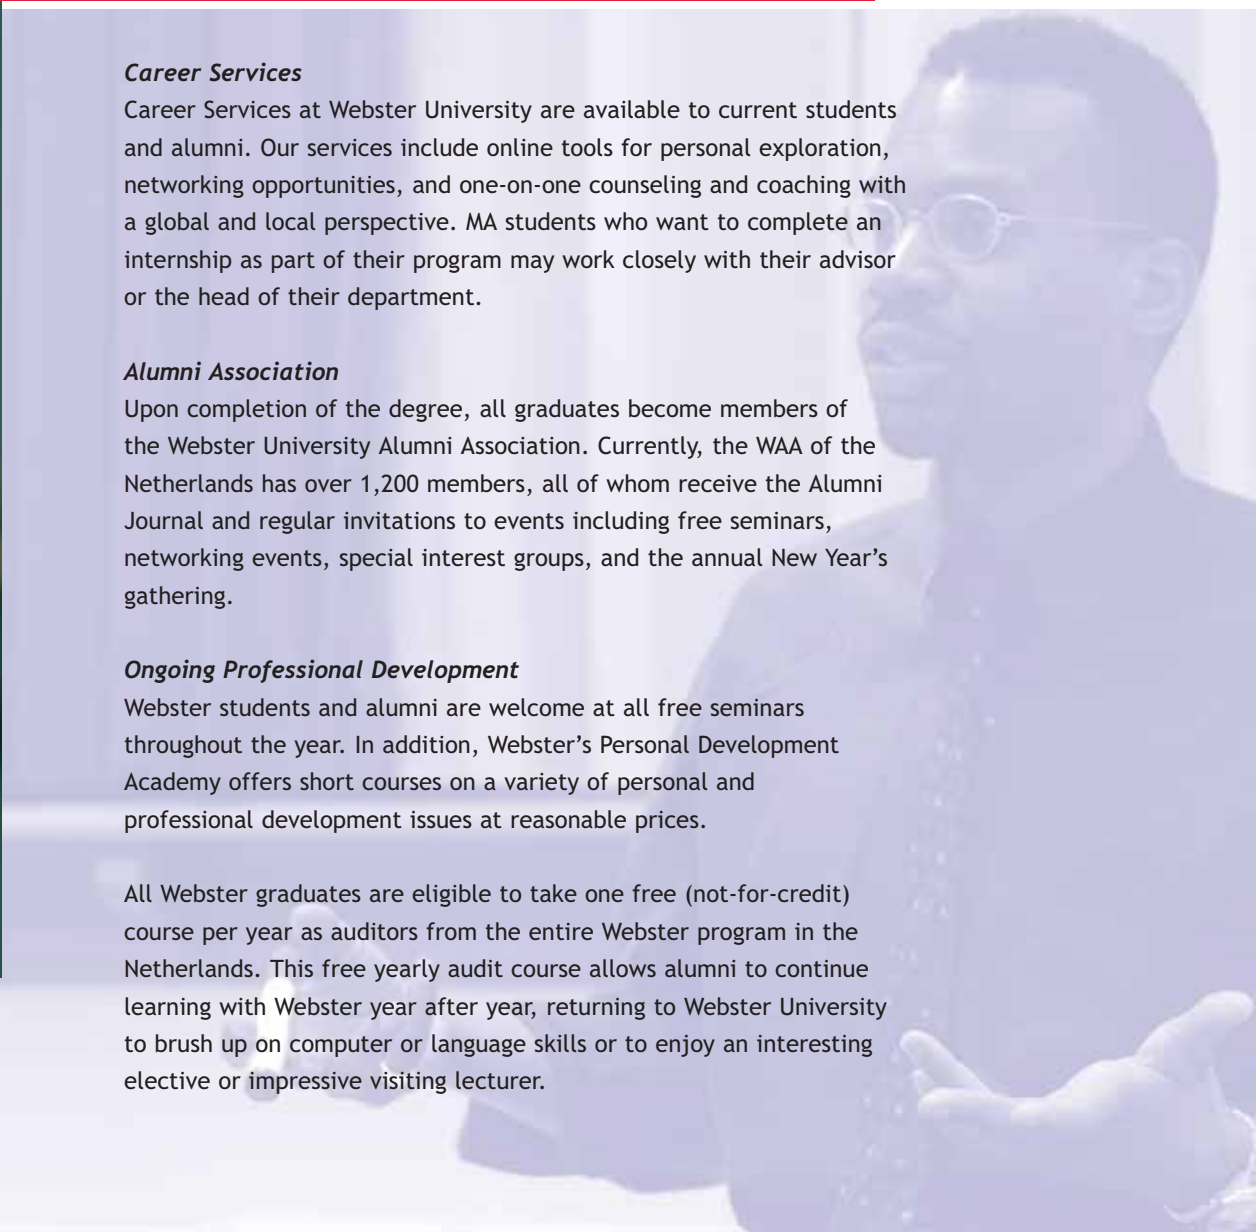 Career Services
Career Services at Webster University are available to current students
and alumni. Our services include online tools for personal exploration,
networking opportunities, and one-on-one counseling and coaching with
a global and local perspective. MA students who want to complete an
internship as part of their program may work closely with their advisor
or the head of their department.
Alumni Association
Upon completion of the degree, all graduates become members of
the Webster University Alumni Association. Currently, the WAA of the
Netherlands has over 1,200 members, all of whom receive the Alumni
Journal and regular invitations to events including free seminars,
networking events, special interest groups, and the annual New Year’s
gathering.
Ongoing Professional Development
Webster students and alumni are welcome at all free seminars
throughout the year. In addition, Webster’s Personal Development
Academy offers short courses on a variety of personal and
professional development issues at reasonable prices.
All Webster graduates are eligible to take one free (not-for-credit)
course per year as auditors from the entire Webster program in the
Netherlands. This free yearly audit course allows alumni to continue
learning with Webster year after year, returning to Webster University
to brush up on computer or language skills or to enjoy an interesting
elective or impressive visiting lecturer.